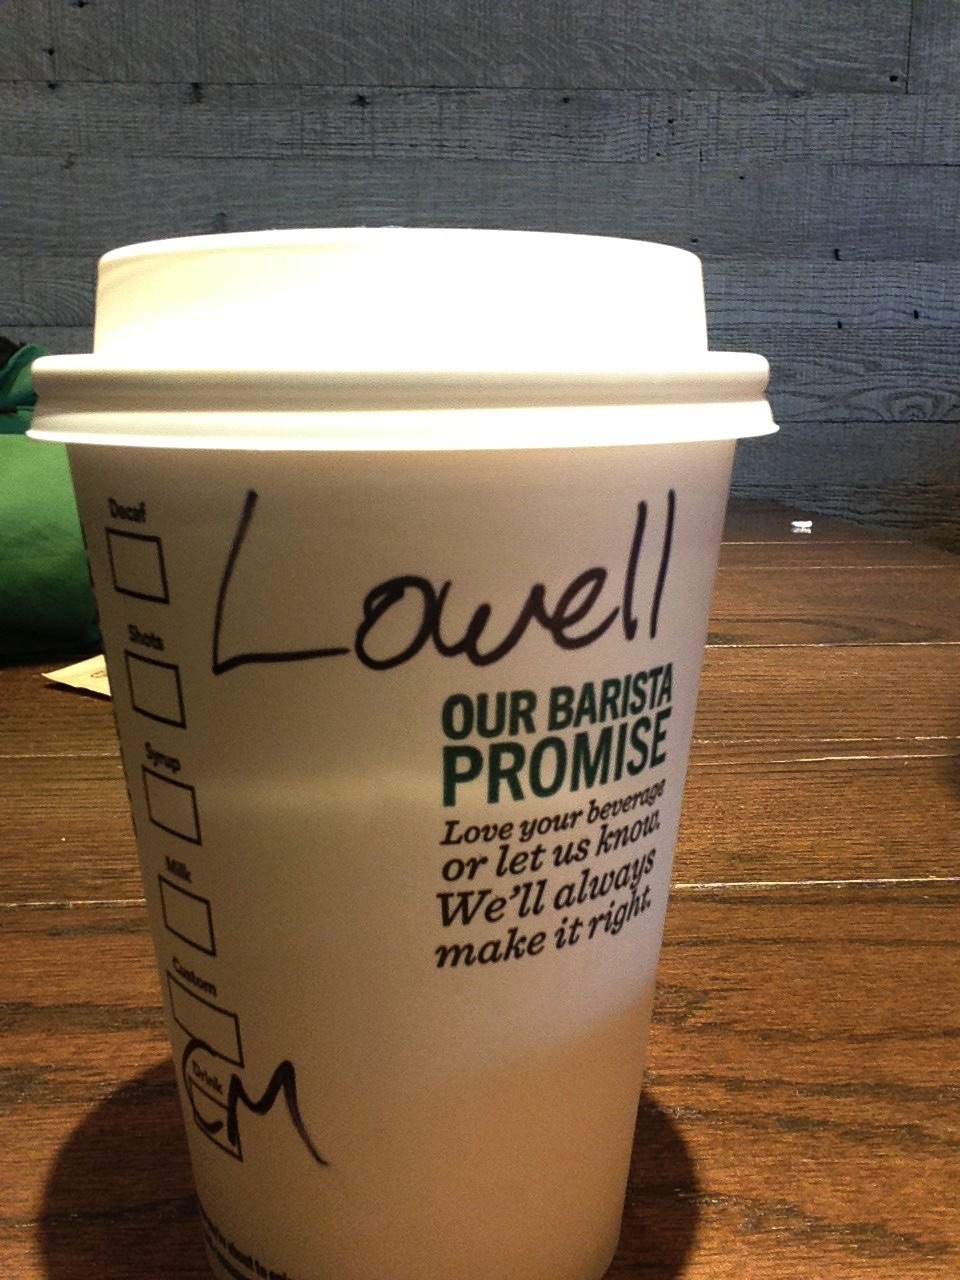 Lowell
OUR BARISTA
PROMISE
Love your beverage
or let us know.
We'll always
make it right.
Decaf
Shots
Syrup
Milk
Custom
Drink
CM